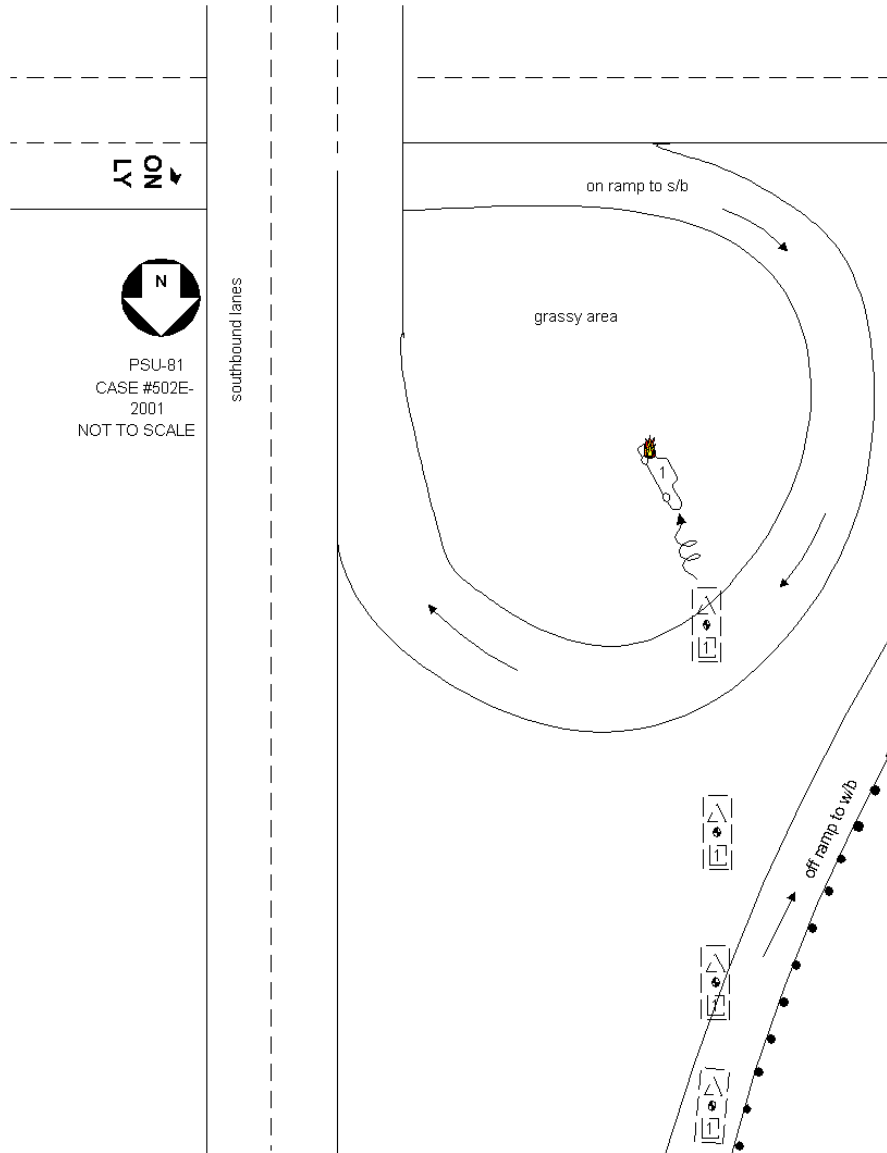 on ramp to s/b
ON
LY
N
southbound lanes
grassy area
PSU-81
CASE #502E-
2001
NOT TO SCALE
1
1
off ramp to w/b
1
1
1